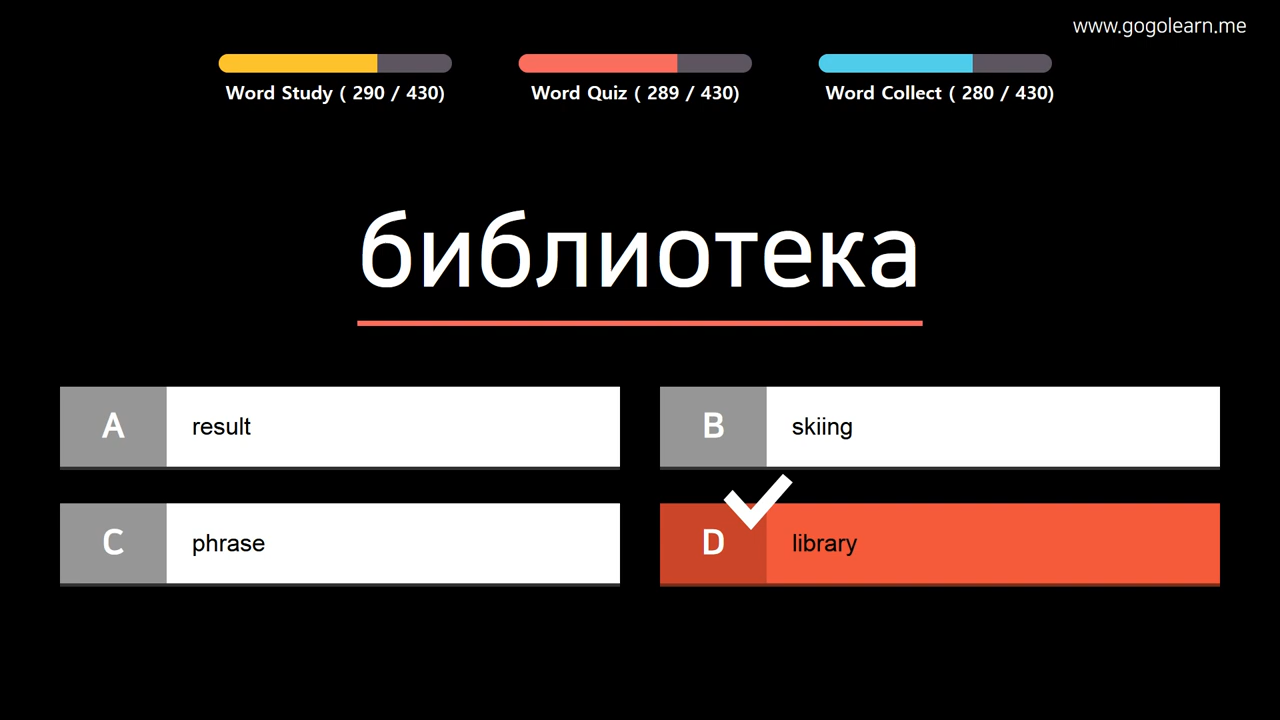 www.gogolearn.me
Word Study ( 290 / 430)
Word Quiz ( 289 / 430)
Word Collect ( 280 / 430)
библиотека
A result
B skiing
C phrase
D library